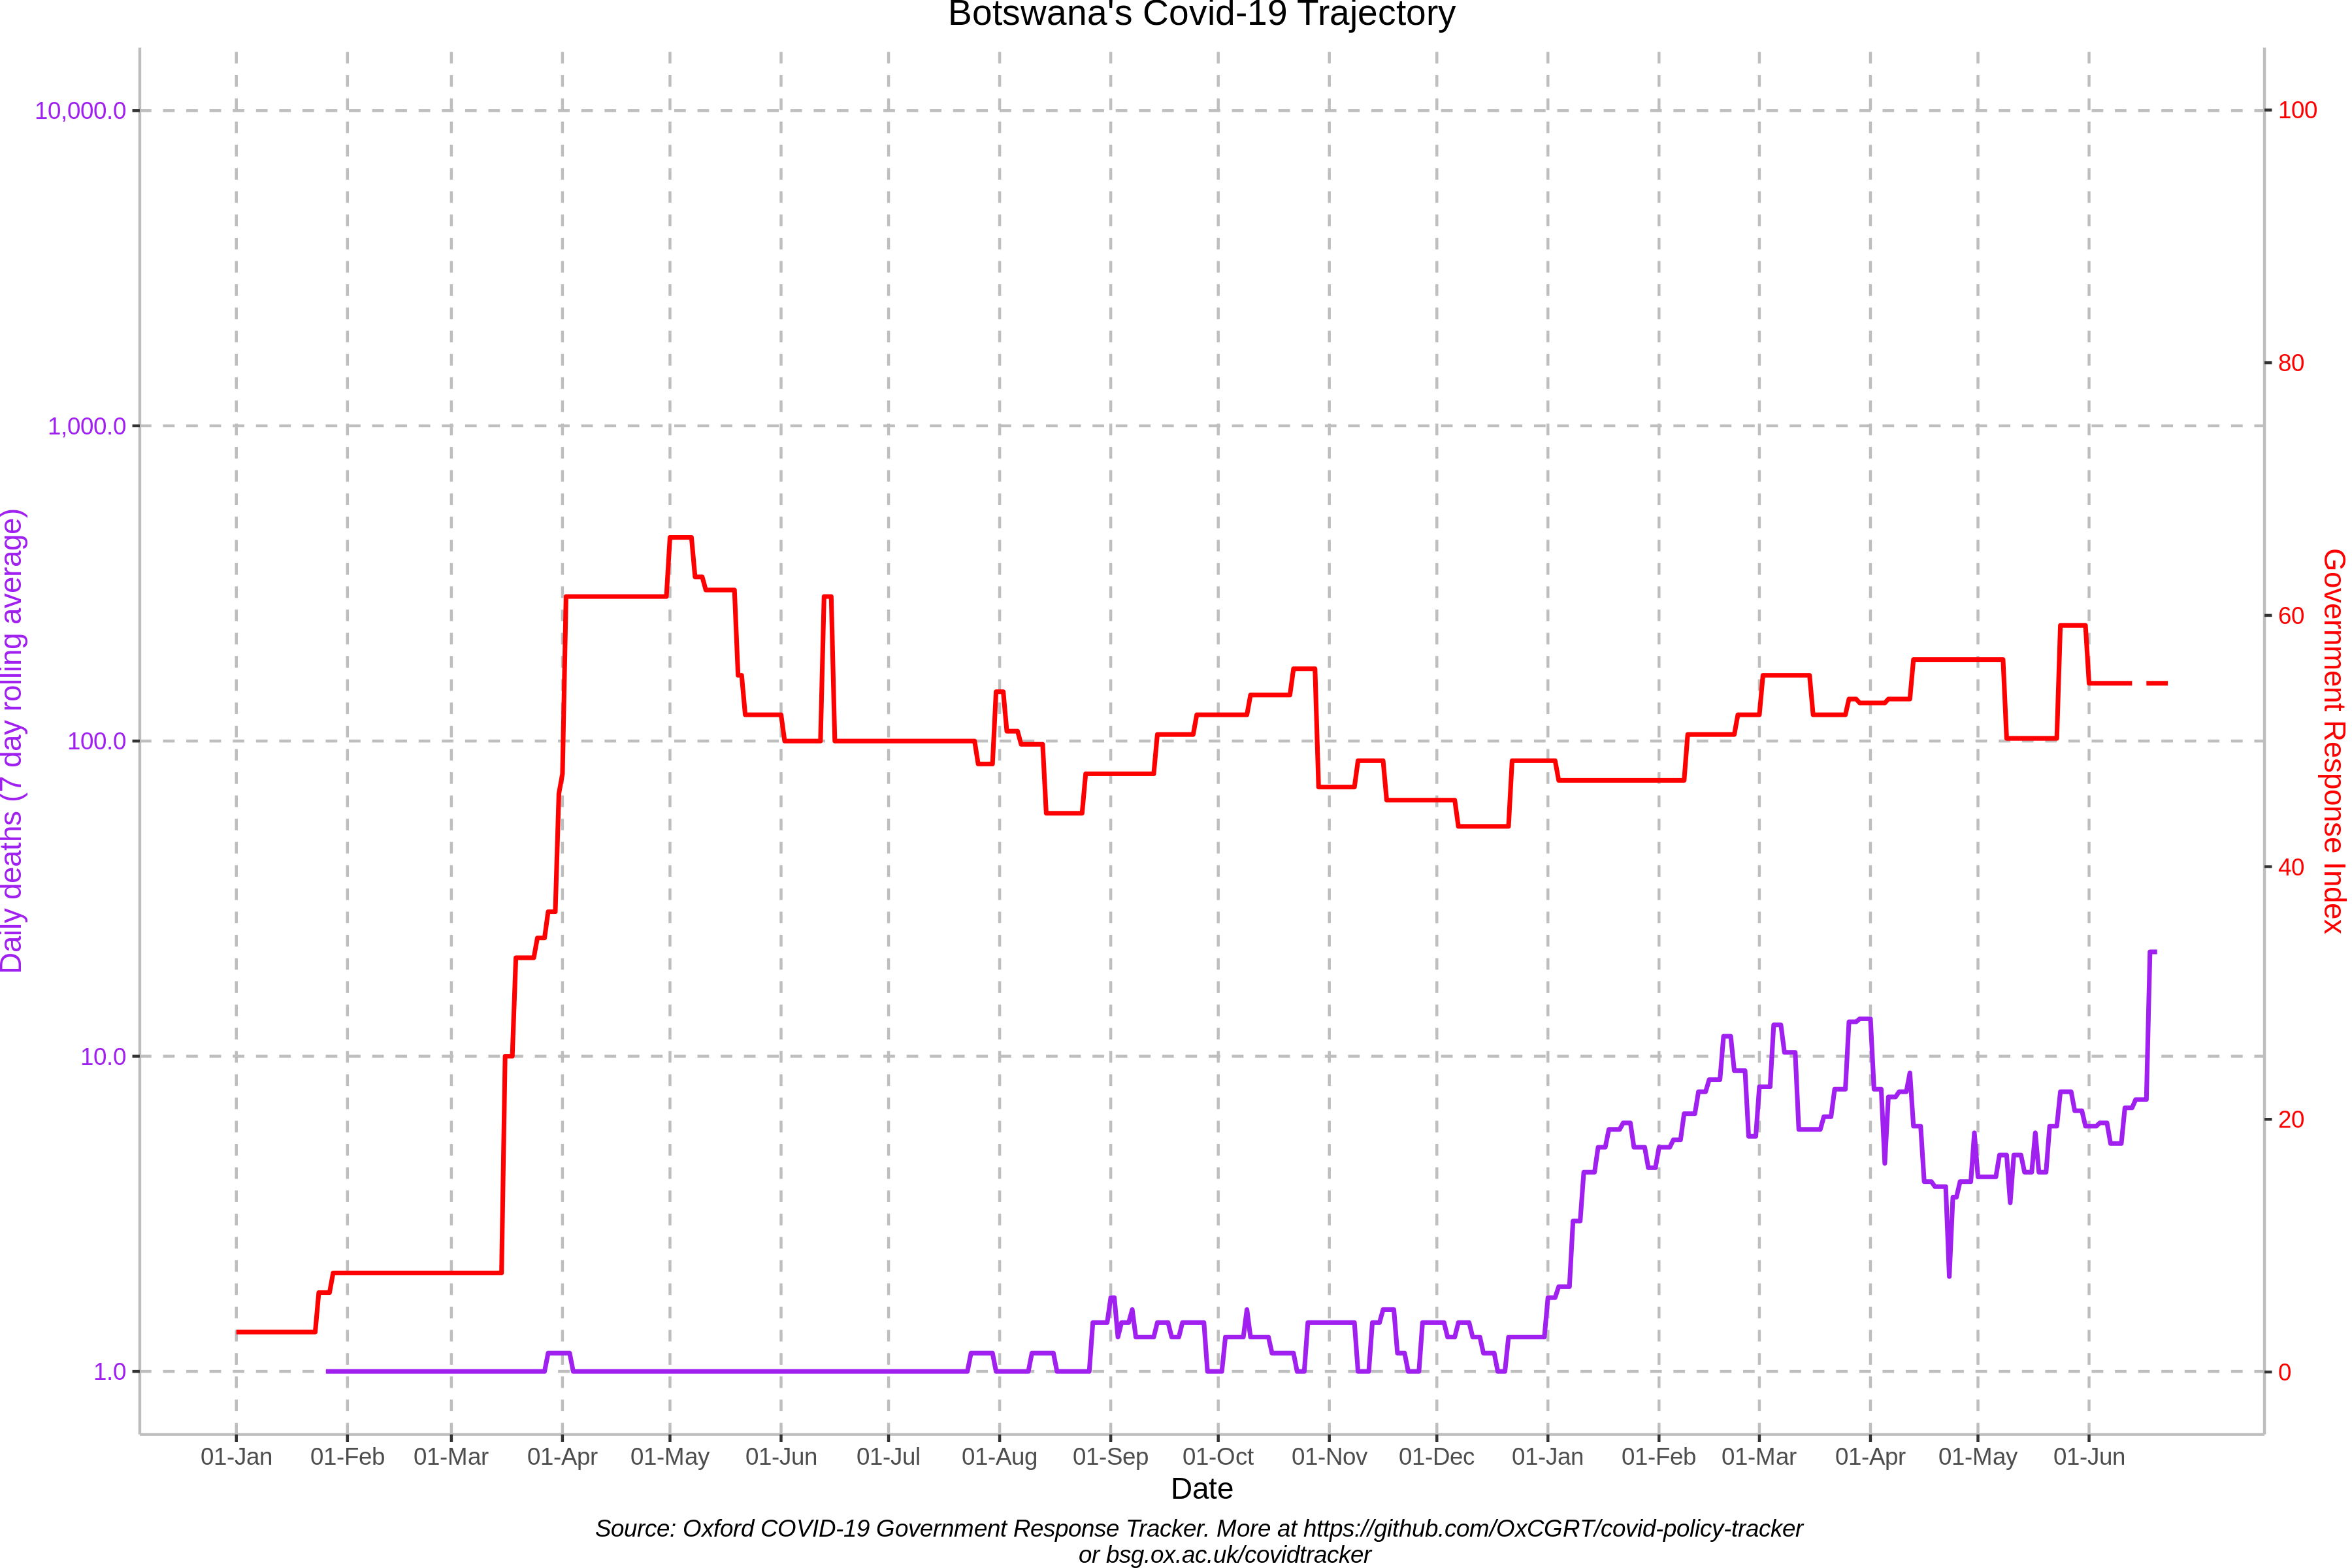 Botswana's Covid-19 Trajectory
10,000.0
1,000.0
100.0
10.0
1.0
Daily deaths (7 day rolling average)
100
80
60
40
20
0
Government Response Index
01-Jan 01-Feb 01-Mar 01-Apr 01-May 01-Jun 01-Jul 01-Aug 01-Sep 01-Oct 01-Nov 01-Dec 01-Jan 01-Feb 01-Mar 01-Apr 01-May 01-Jun
Date
Source: Oxford COVID-19 Government Response Tracker. More at https://github.com/OxCGRT/covid-policy-tracker
or bsg.ox.ac.uk/covidtracker